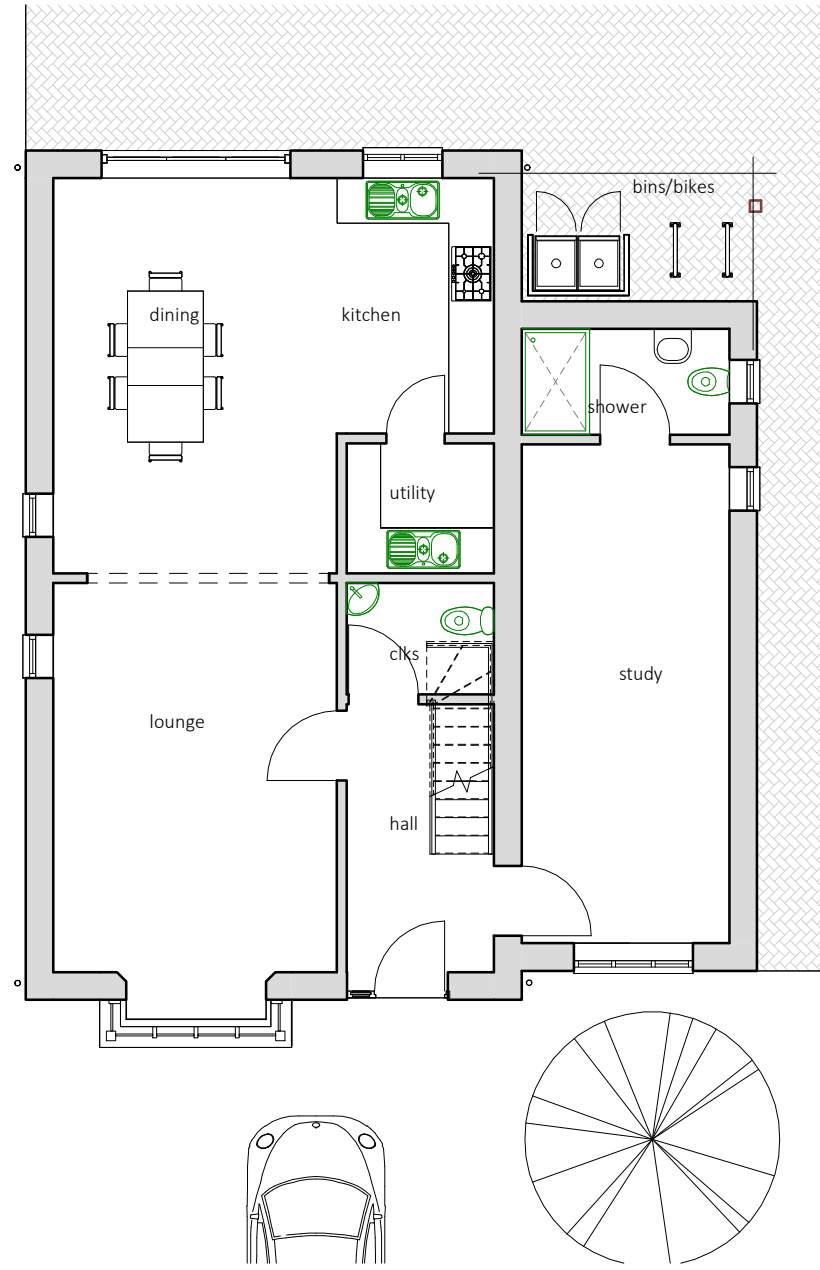 bins/bikes
dining
kitchen
shower
utility
clks
study
lounge
hall